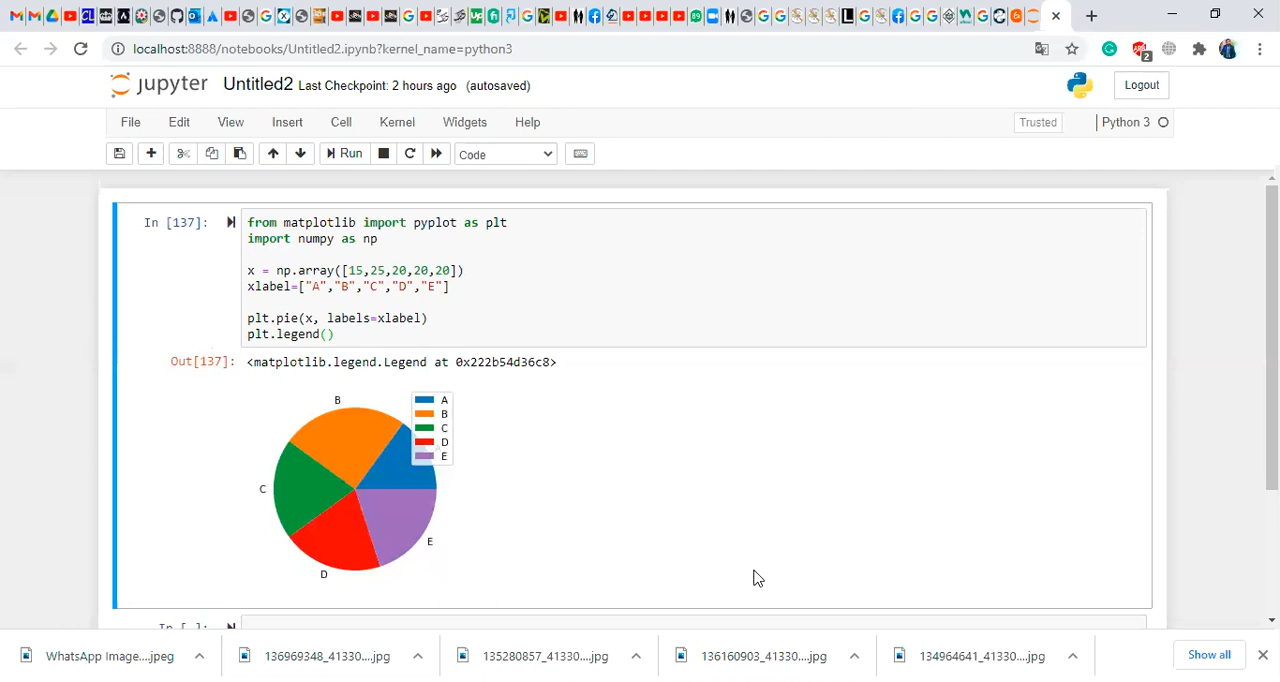 localhost:8888/notebooks/Untitled2.ipynb?kernel_name=python3
2
jupyter Untitled2 Last Checkpoint: 2 hours ago (autosaved)
Logout
File Edit View Insert Cell Kernel Widgets Help
Trusted
Python 3
Run
Code
In [137]:
from matplotlib import pyplot as plt
import numpy as np
x = np.array([15,25,20,20,20])
xlabel=["A","B","C","D","E"]
plt.pie(x, labels=xlabel)
plt.legend()
Out[137]:
<matplotlib.legend.Legend at 0x222b54d36c8>
B
C
D
E
A
B
C
D
E
In [ ]:
WhatsApp Image....jpeg
136969348_41330....jpg
135280857_41330....jpg
136160903_41330....jpg
134964641_41330....jpg
Show all